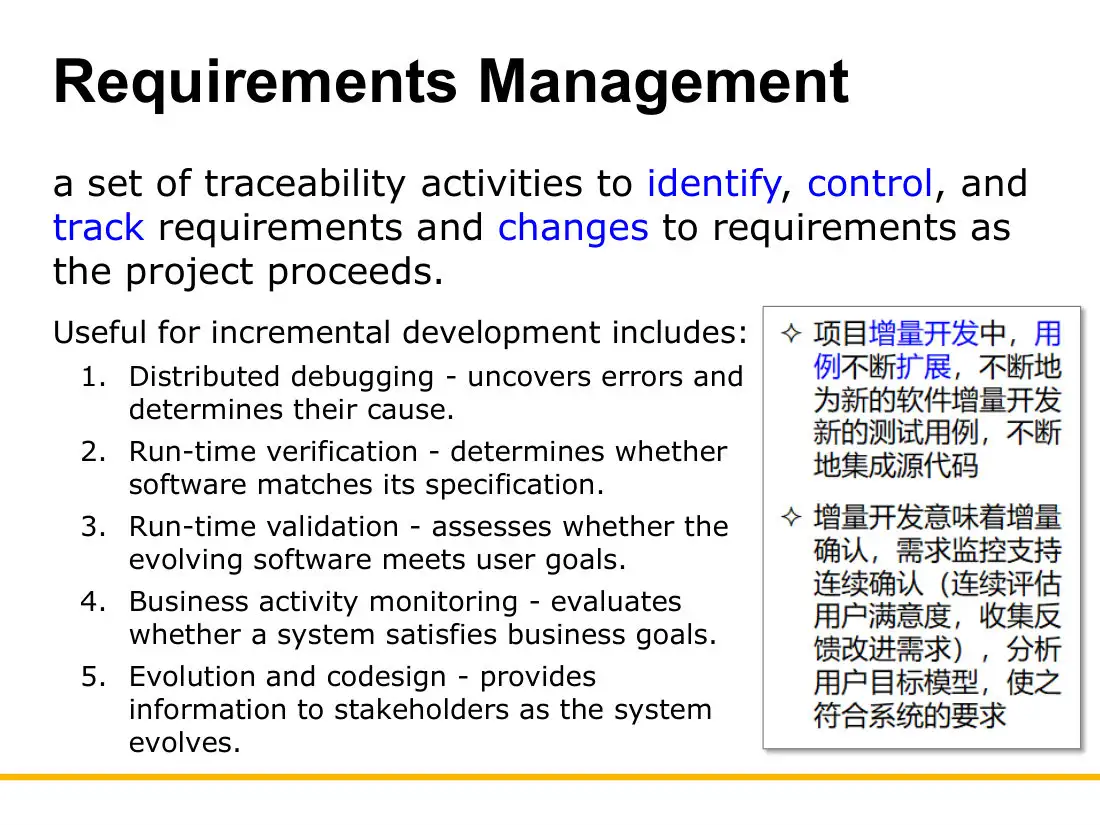 Requirements Management
a set of traceability activities to identify, control, and
track requirements and changes to requirements as
the project proceeds.
Useful for incremental development includes:
1. Distributed debugging - uncovers errors and
determines their cause.
2. Run-time verification - determines whether
software matches its specification.
3. Run-time validation - assesses whether the
evolving software meets user goals.
4. Business activity monitoring - evaluates
whether a system satisfies business goals.
5. Evolution and codesign - provides
information to stakeholders as the system
evolves.
✧ 项目增量开发中，用
例不断扩展，不断地
为新的软件增量开发
新的测试用例，不断
地集成源代码
✧ 增量开发意味着增量
确认，需求监控支持
连续确认（连续评估
用户满意度，收集反
馈改进需求），分析
用户目标模型，使之
符合系统的要求